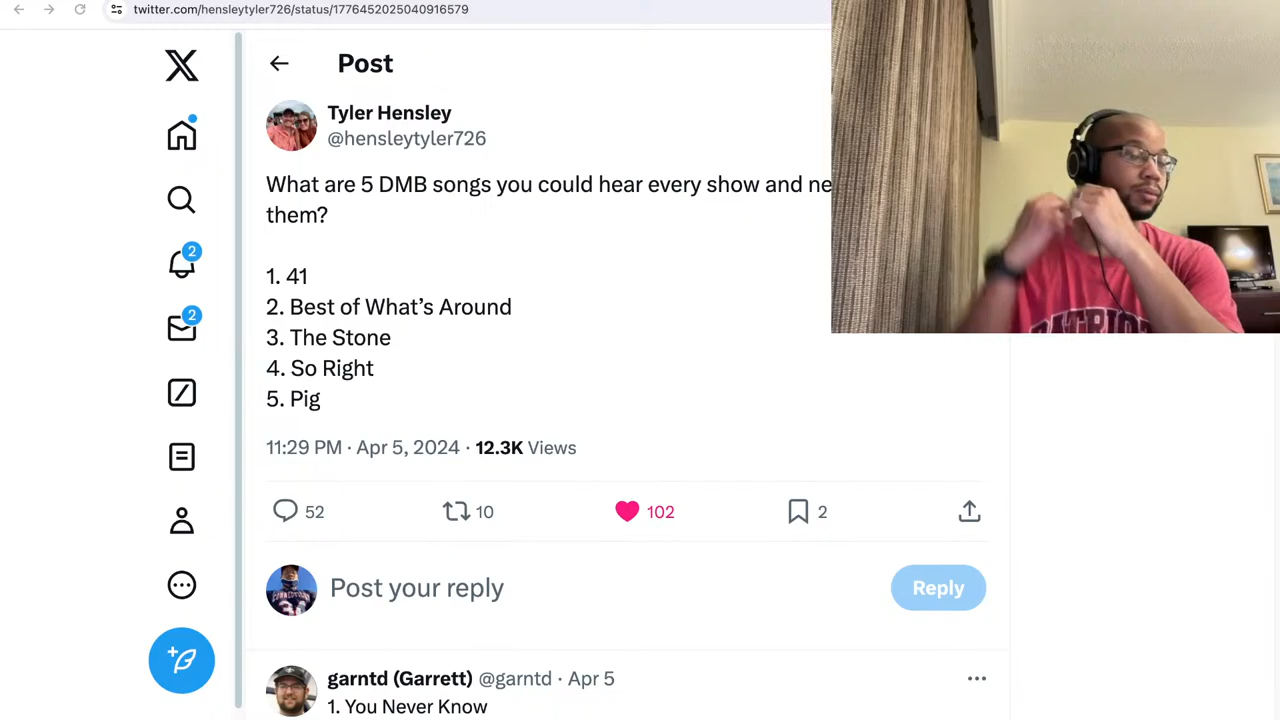 twitter.com/hensleytyler726/status/1776452025040916579
Post
Tyler Hensley
@hensleytyler726
What are 5 DMB songs you could hear every show and ne
them?
1. 41
2. Best of What’s Around
3. The Stone
4. So Right
5. Pig
11:29 PM · Apr 5, 2024 · 12.3K Views
2
2
52
10
102
2
Post your reply
Reply
garntd (Garrett) @garntd · Apr 5
1. You Never Know
PATRIOT